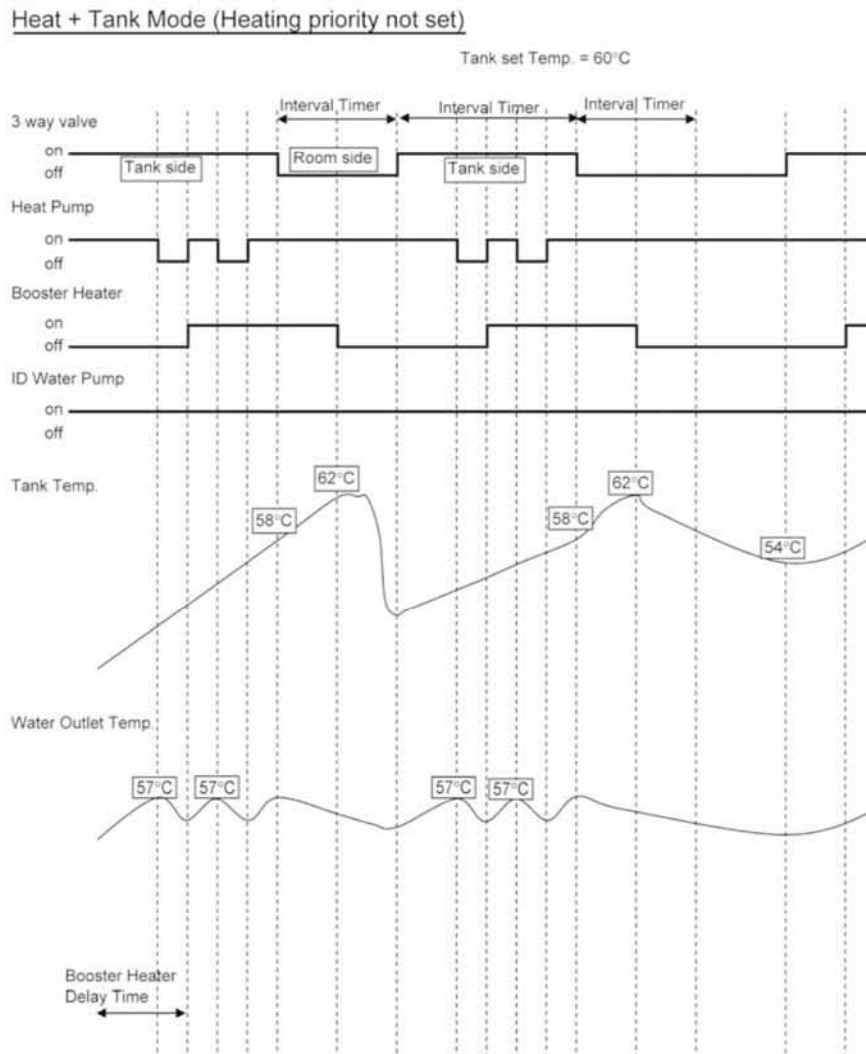 Heat + Tank Mode (Heating priority not set)
Tank set Temp. = 60°C
Interval Timer
Interval Timer
Interval Timer
3 way valve
on
off
Tank side
Room side
Tank side
Heat Pump
on
off
Booster Heater
on
off
ID Water Pump
on
off
Tank Temp.
62°C
62°C
58°C
58°C
54°C
Water Outlet Temp.
57°C
57°C
57°C
57°C
Booster Heater
Delay Time